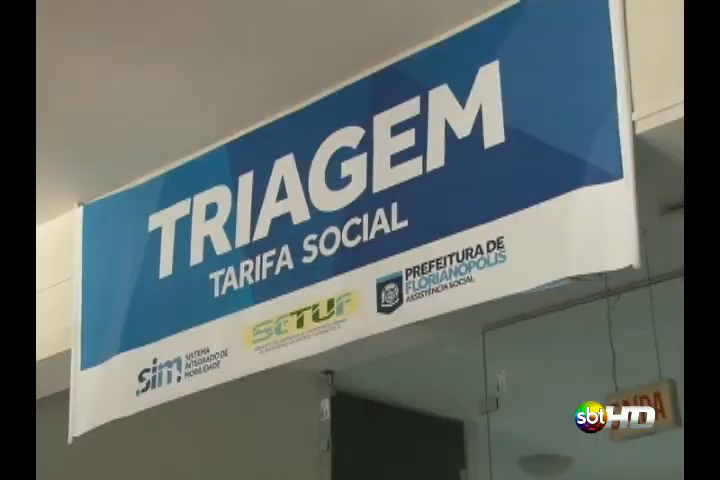 TRIAGEM
TARIFA SOCIAL
sim.
SISTEMA
INTEGRADO DE
MOBILIDADE
SETUF
PREFEITURA DE
FLORIANÓPOLIS
ASSISTÊNCIA SOCIAL
sbt HD